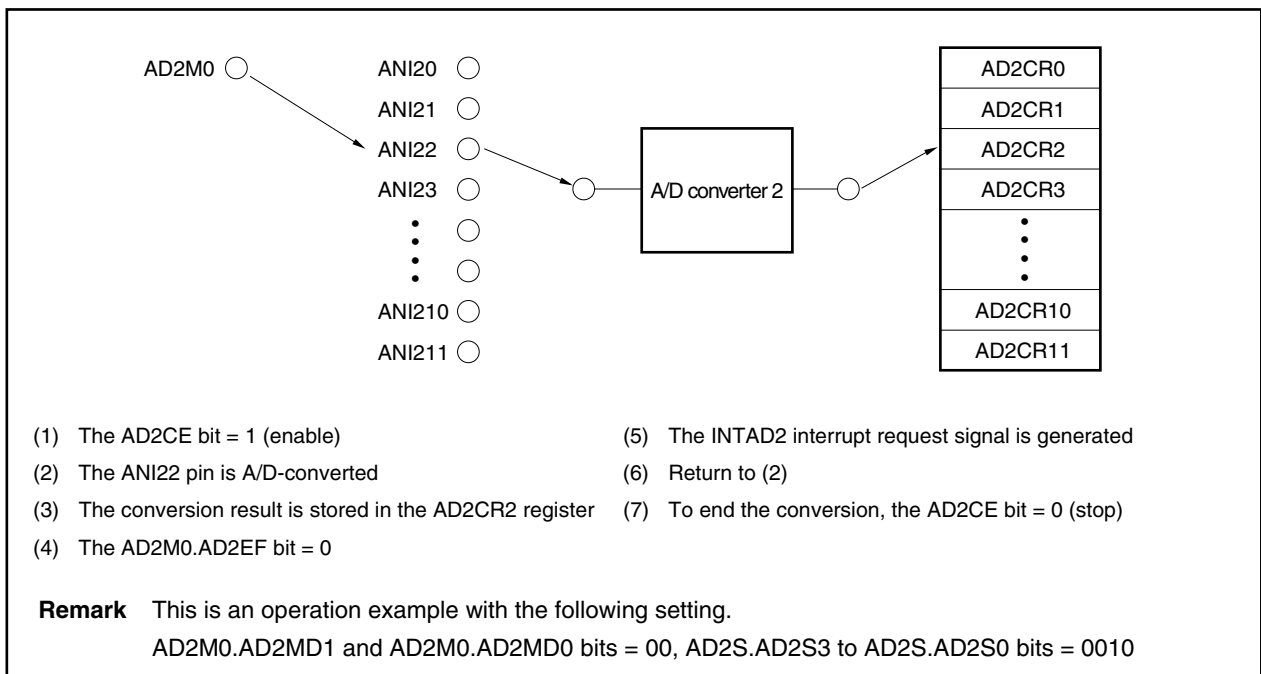 AD2M0
ANI20
ANI21
ANI22
ANI23
ANI210
ANI211
A/D converter 2
AD2CR0
AD2CR1
AD2CR2
AD2CR3
AD2CR10
AD2CR11
(1) The AD2CE bit = 1 (enable)
(2) The ANI22 pin is A/D-converted
(3) The conversion result is stored in the AD2CR2 register
(4) The AD2M0.AD2EF bit = 0
(5) The INTAD2 interrupt request signal is generated
(6) Return to (2)
(7) To end the conversion, the AD2CE bit = 0 (stop)
Remark This is an operation example with the following setting.
AD2M0.AD2MD1 and AD2M0.AD2MD0 bits = 00, AD2S.AD2S3 to AD2S.AD2S0 bits = 0010